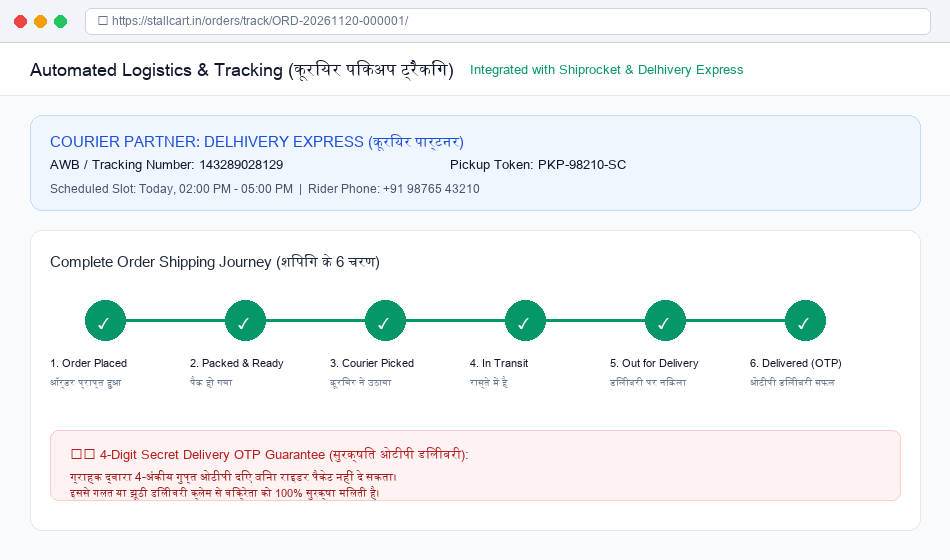 https://stallcart.in/orders/track/ORD-20261120-000001/
Automated Logistics & Tracking (कूरियर पिकअप ट्रैकिंग) Integrated with Shiprocket & Delhivery Express
COURIER PARTNER: DELHIVERY EXPRESS (कूरियर पार्टनर)
AWB / Tracking Number: 143289028129 Pickup Token: PKP-98210-SC
Scheduled Slot: Today, 02:00 PM - 05:00 PM | Rider Phone: +91 98765 43210
Complete Order Shipping Journey (शिपिंग के 6 चरण)
✓ ✓ ✓ ✓ ✓ ✓
1. Order Placed 2. Packed & Ready 3. Courier Picked 4. In Transit 5. Out for Delivery 6. Delivered (OTP)
ऑर्डर प्राप्त हुआ पैक हो गया कूरियर ने उठाया रास्ते में है डिलीवरी पर निकला ओटीपी डिलीवरी सफल
4-Digit Secret Delivery OTP Guarantee (सुरक्षित ओटीपी डिलीवरी):
ग्राहक द्वारा 4-अंकीय गुप्त ओटीपी दिए बिना राइडर पैकेट नहीं दे सकता।
इससे गलत या झूठी डिलीवरी क्लेम से विक्रेता को 100% सुरक्षा मिलती है।